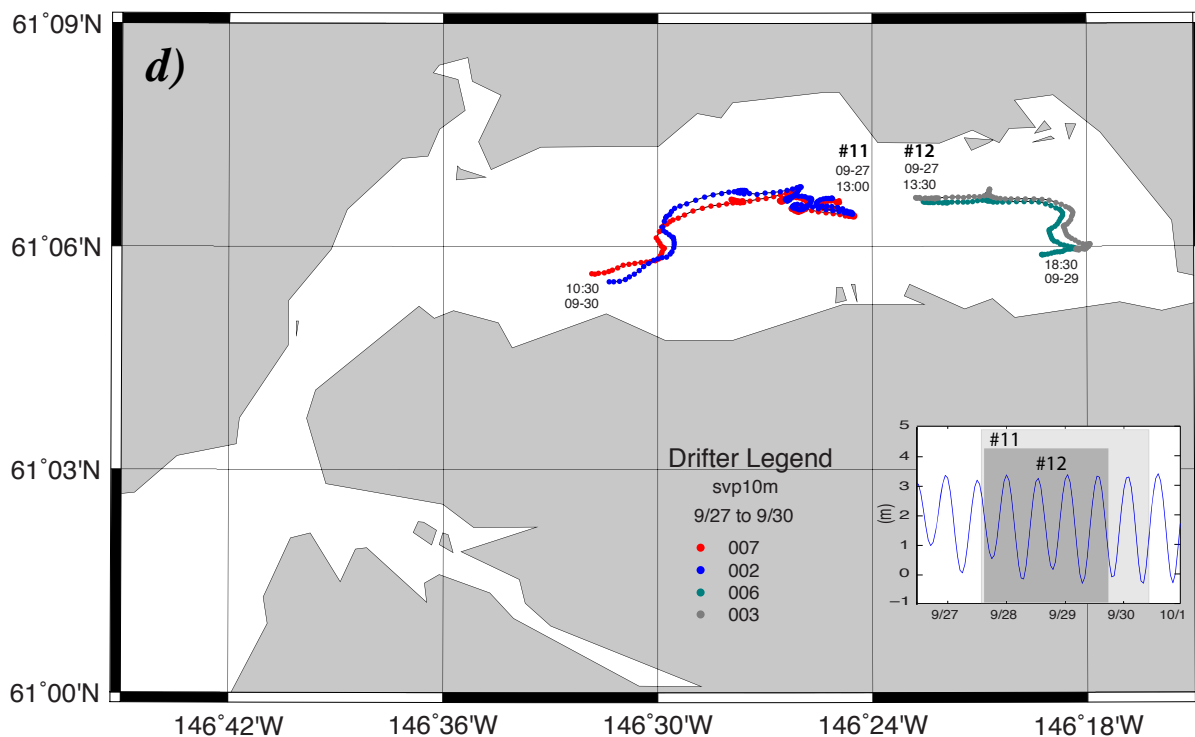 61°09'N
d)
#11
09-27
13:00
#12
09-27
13:30
61°06'N
10:30
09-30
18:30
09-29
61°03'N
Drifter Legend
svp10m
9/27 to 9/30
007
002
006
003
5
4
3
2
1
0
−1
(m)
#11
#12
9/27
9/28
9/29
9/30
10/1
61°00'N
146°42'W
146°36'W
146°30'W
146°24'W
146°18'W